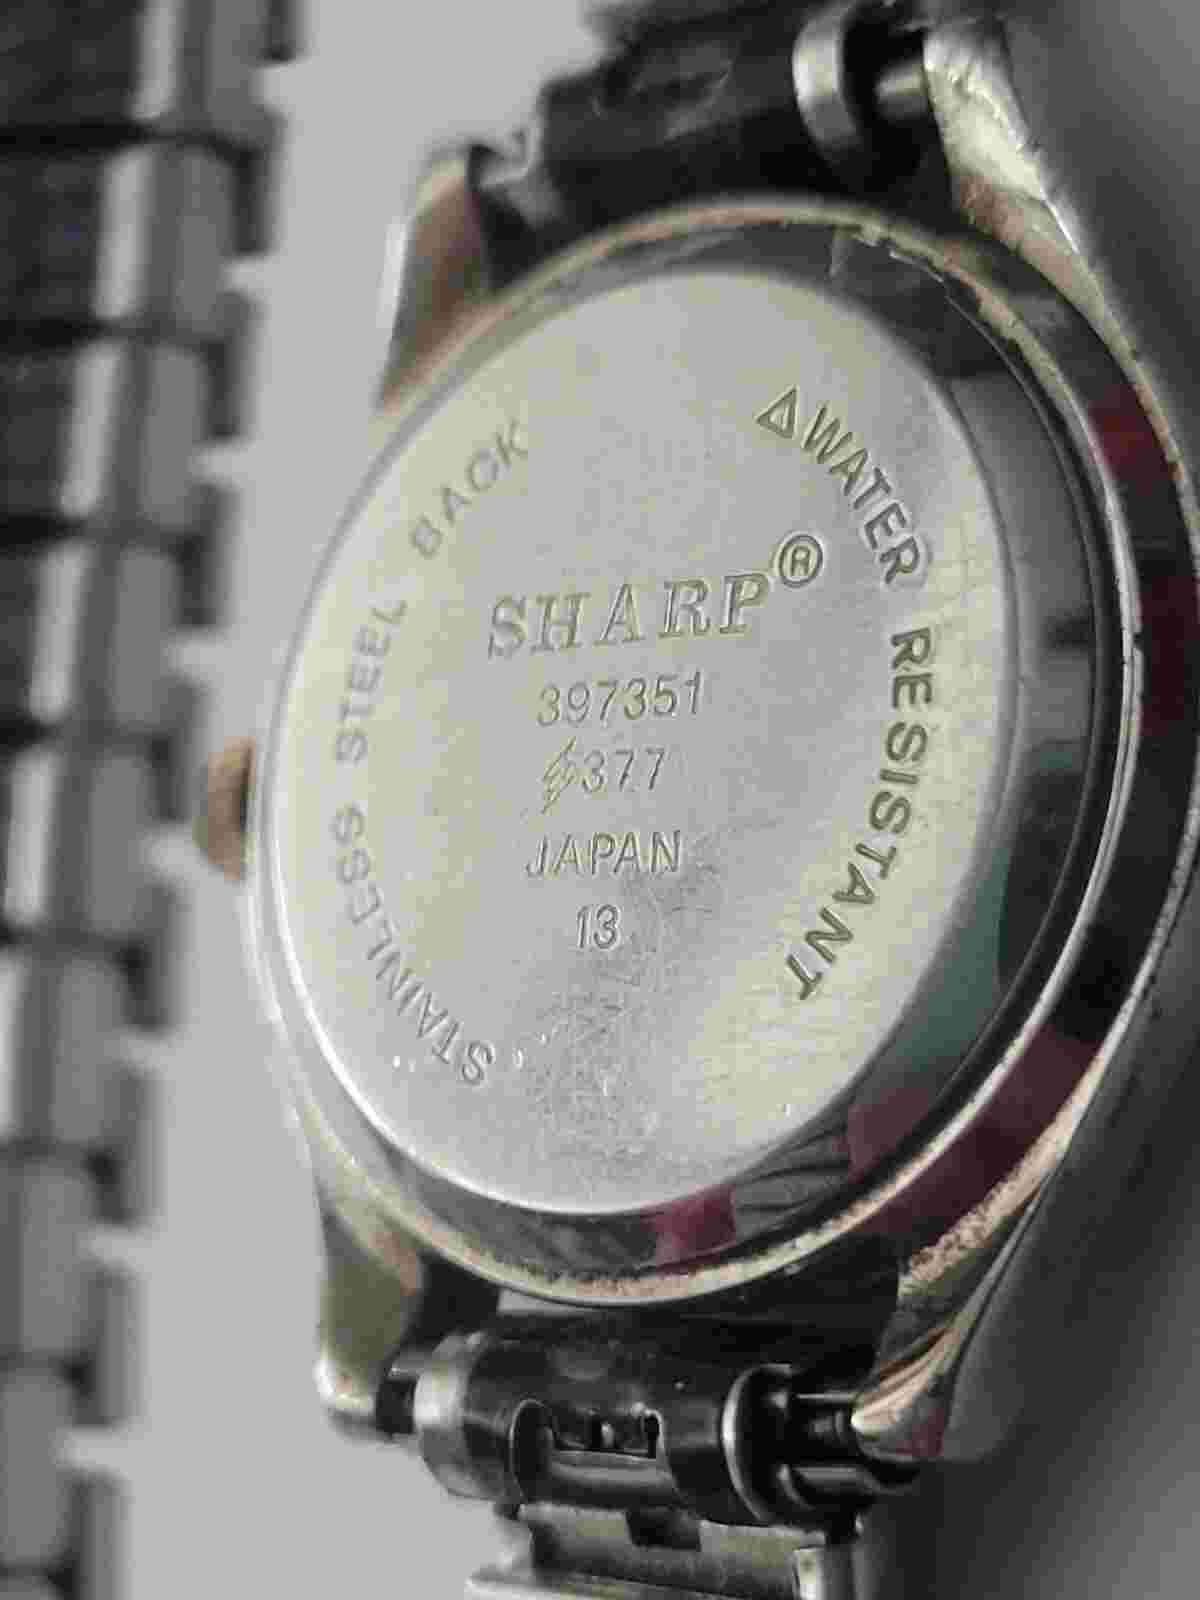 STAINLESS STEEL BACK
△WATER RESISTANT
SHARP®
397351
377
JAPAN
13